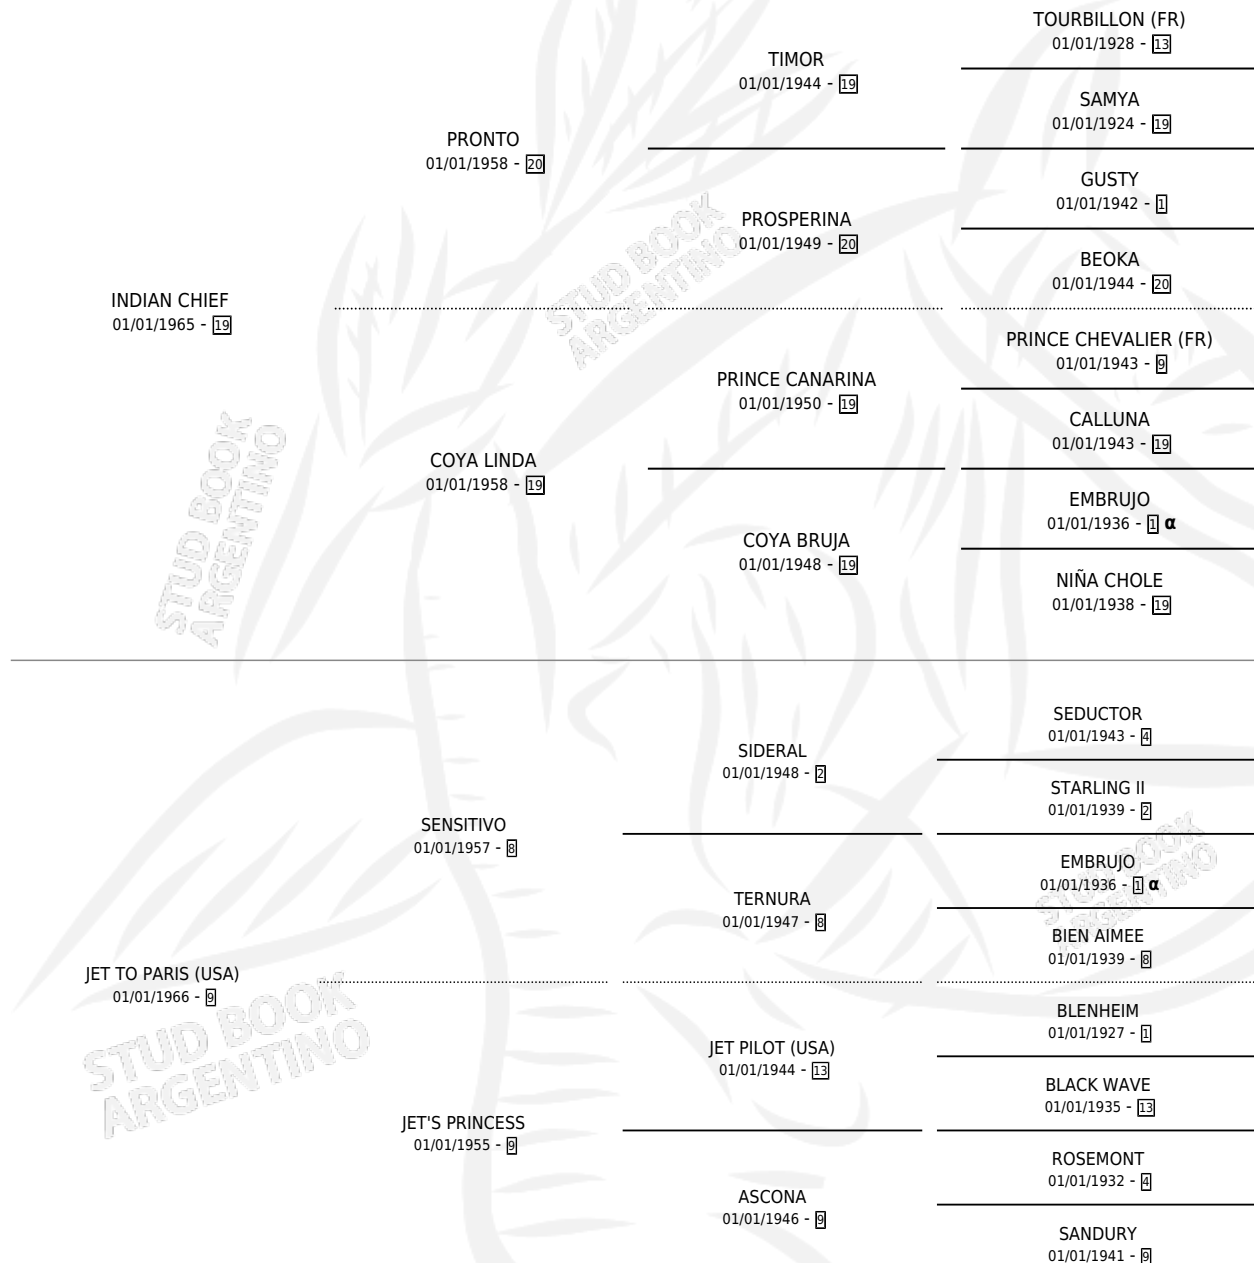 TOURBILLON (FR)
01/01/1928 - 13
TIMOR
01/01/1944 - 19
SAMYA
01/01/1924 - 19
PRONTO
01/01/1958 - 20
GUSTY
01/01/1942 - 1
PROSPERINA
01/01/1949 - 20
BEOKA
01/01/1944 - 20
STUD BOOK
ARGENTINO
INDIAN CHIEF
01/01/1965 - 19
PRINCE CHEVALIER (FR)
01/01/1943 - 9
PRINCE CANARINA
01/01/1950 - 19
CALLUNA
01/01/1943 - 19
COYA LINDA
01/01/1958 - 19
EMBRUJO
01/01/1936 - 1 α
COYA BRUJA
01/01/1948 - 19
NIÑA CHOLE
01/01/1938 - 19
STUD BOOK
ARGENTINO
SEDUCTOR
01/01/1943 - 4
SIDERAL
01/01/1948 - 2
STARLING II
01/01/1939 - 2
SENSITIVO
01/01/1957 - 8
EMBRUJO
01/01/1936 - 1 α
TERNURA
01/01/1947 - 8
BIEN AIMEE
01/01/1939 - 8
STUD BOOK
ARGENTINO
JET TO PARIS (USA)
01/01/1966 - 9
BLENHEIM
01/01/1927 - 1
JET PILOT (USA)
01/01/1944 - 13
BLACK WAVE
01/01/1935 - 13
STUD BOOK
ARGENTINO
JET'S PRINCESS
01/01/1955 - 9
ROSEMONT
01/01/1932 - 4
ASCONA
01/01/1946 - 9
SANDURY
01/01/1941 - 9